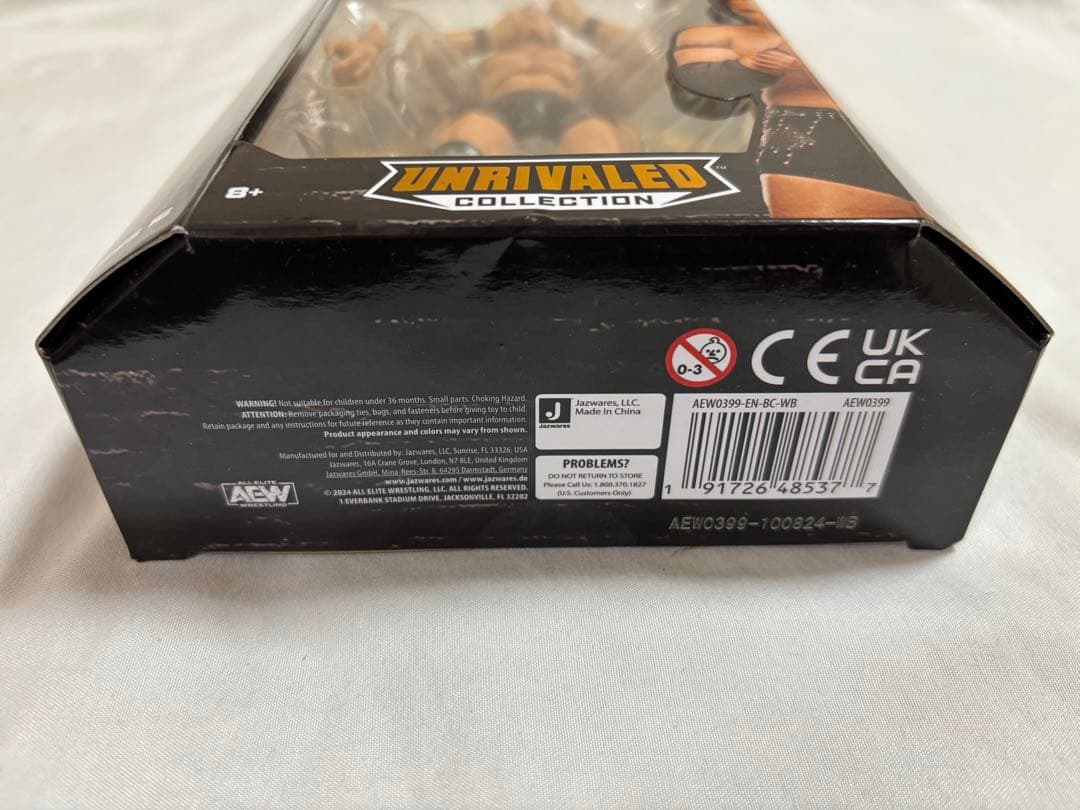 8+
UNRIVALED™
COLLECTION
0-3
CE
UK
CA
WARNING! Not suitable for children under 36 months. Small parts. Choking Hazard.
ATTENTION: Remove packaging ties, bags, and fasteners before giving toy to child.
Retain package and any instructions for future reference as they contain important information.
Product appearance and colors may vary from shown.
Manufactured for and Distributed by: Jazwares, LLC, Sunrise, FL 33326, USA
Jazwares, 16A Crane Grove, London, N7 8LE, United Kingdom
Jazwares GmbH, Mina-Rees-Str. 8, 64295 Darmstadt, Germany
www.jazwares.com / www.jazwares.de
© 2024 ALL ELITE WRESTLING, LLC. ALL RIGHTS RESERVED.
1 EVERBANK STADIUM DRIVE, JACKSONVILLE, FL 32202
ALL ELITE
AEW
WRESTLING
J
Jazwares
Jazwares, LLC.
Made in China
PROBLEMS?
DO NOT RETURN TO STORE
Please Call Us: 1.800.370.1827
(U.S. Customers Only)
AEW0399-EN-BC-WB AEW0399
1 91726 48537 7
AEW0399-100824-WB